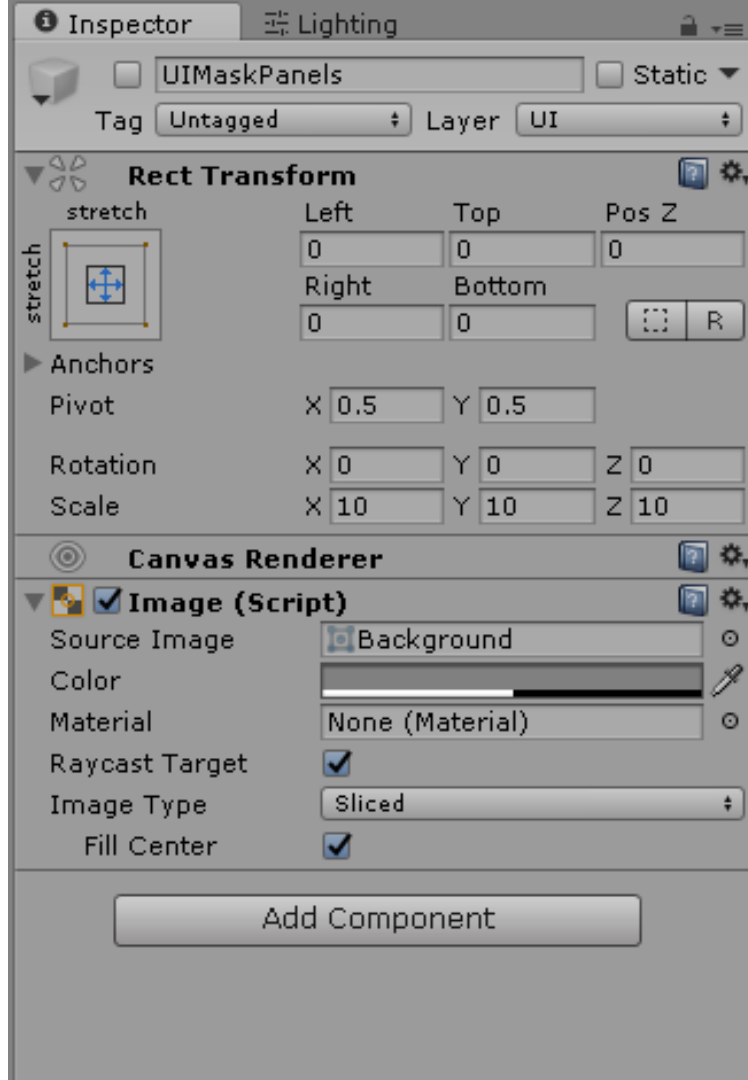 Inspector Lighting
UIMaskPanels Static
Tag Untagged Layer UI
Rect Transform
stretch Left Top Pos Z
stretch
0 0 0
Right Bottom
0 0 R
Anchors
Pivot X 0.5 Y 0.5
Rotation X 0 Y 0 Z 0
Scale X 10 Y 10 Z 10
Canvas Renderer
Image (Script)
Source Image Background
Color
Material None (Material)
Raycast Target
Image Type Sliced
Fill Center
Add Component